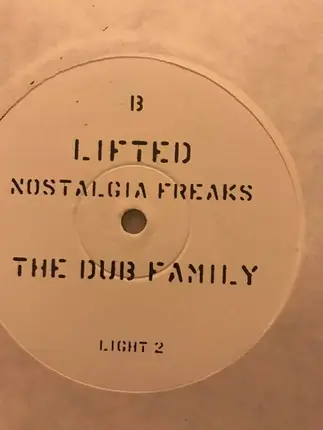 B
LIFTED
NOSTALGIA FREAKS
THE DUB FAMILY
LIGHT 2